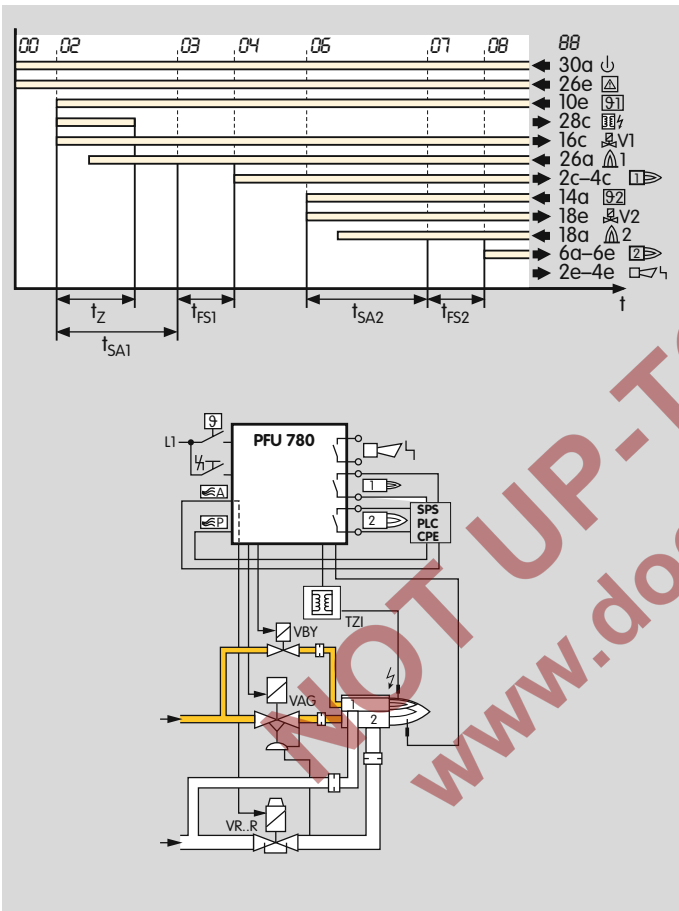 00 02 03 04 06 07 08 88
30a
26e
10e ϑ1
28c
16c V1
26a 1
2c–4c 1
14a ϑ2
18e V2
18a 2
6a–6e 2
2e–4e
t
tZ tFS1 tSA2 tFS2
tSA1
ϑ
L1
PFU 780
A
P
1
2
SPS
PLC
CPE
TZI
VBY
VAG
1
2
VR..R
NOT UP-TO
www.do